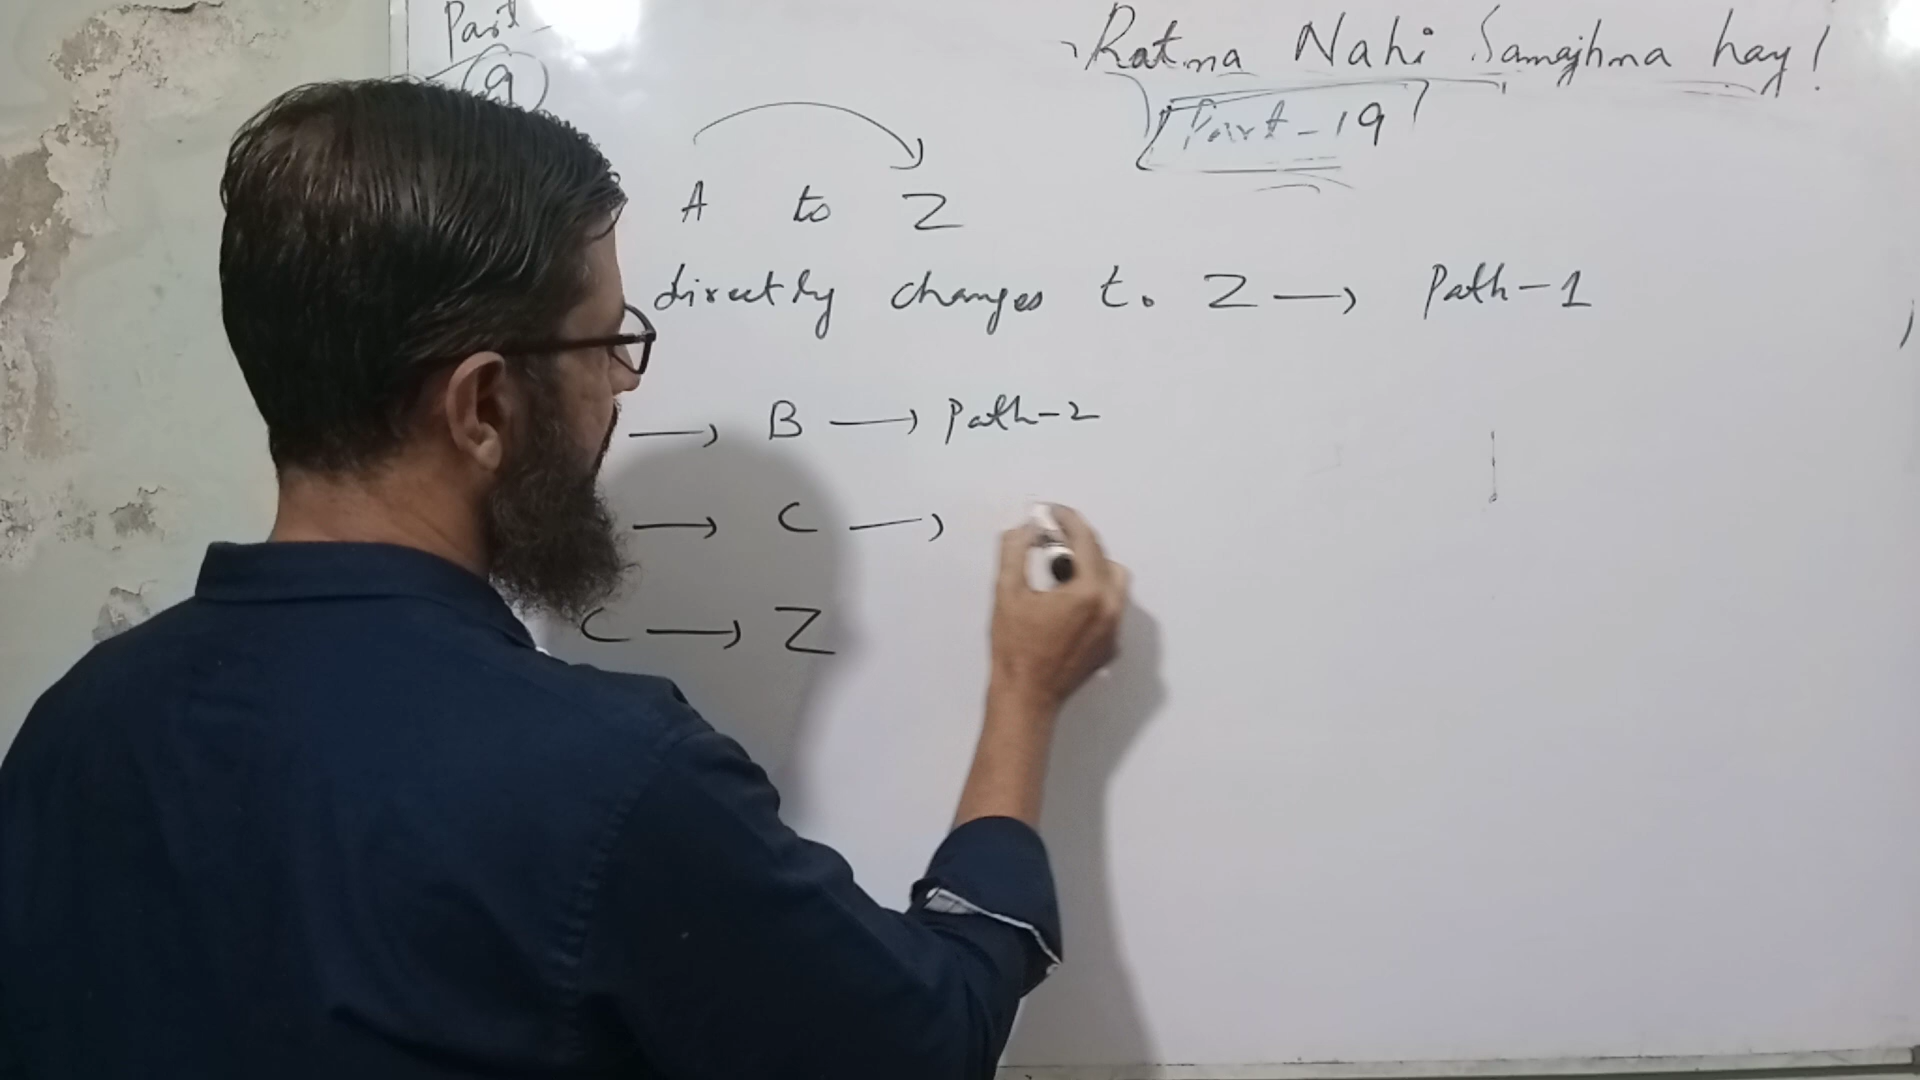 Part-
9
Ratna Nahi Samajhna hay!
Part-19
A to Z
directly changes to Z → Path-1
→ B → Path-2
→ C →
C → Z